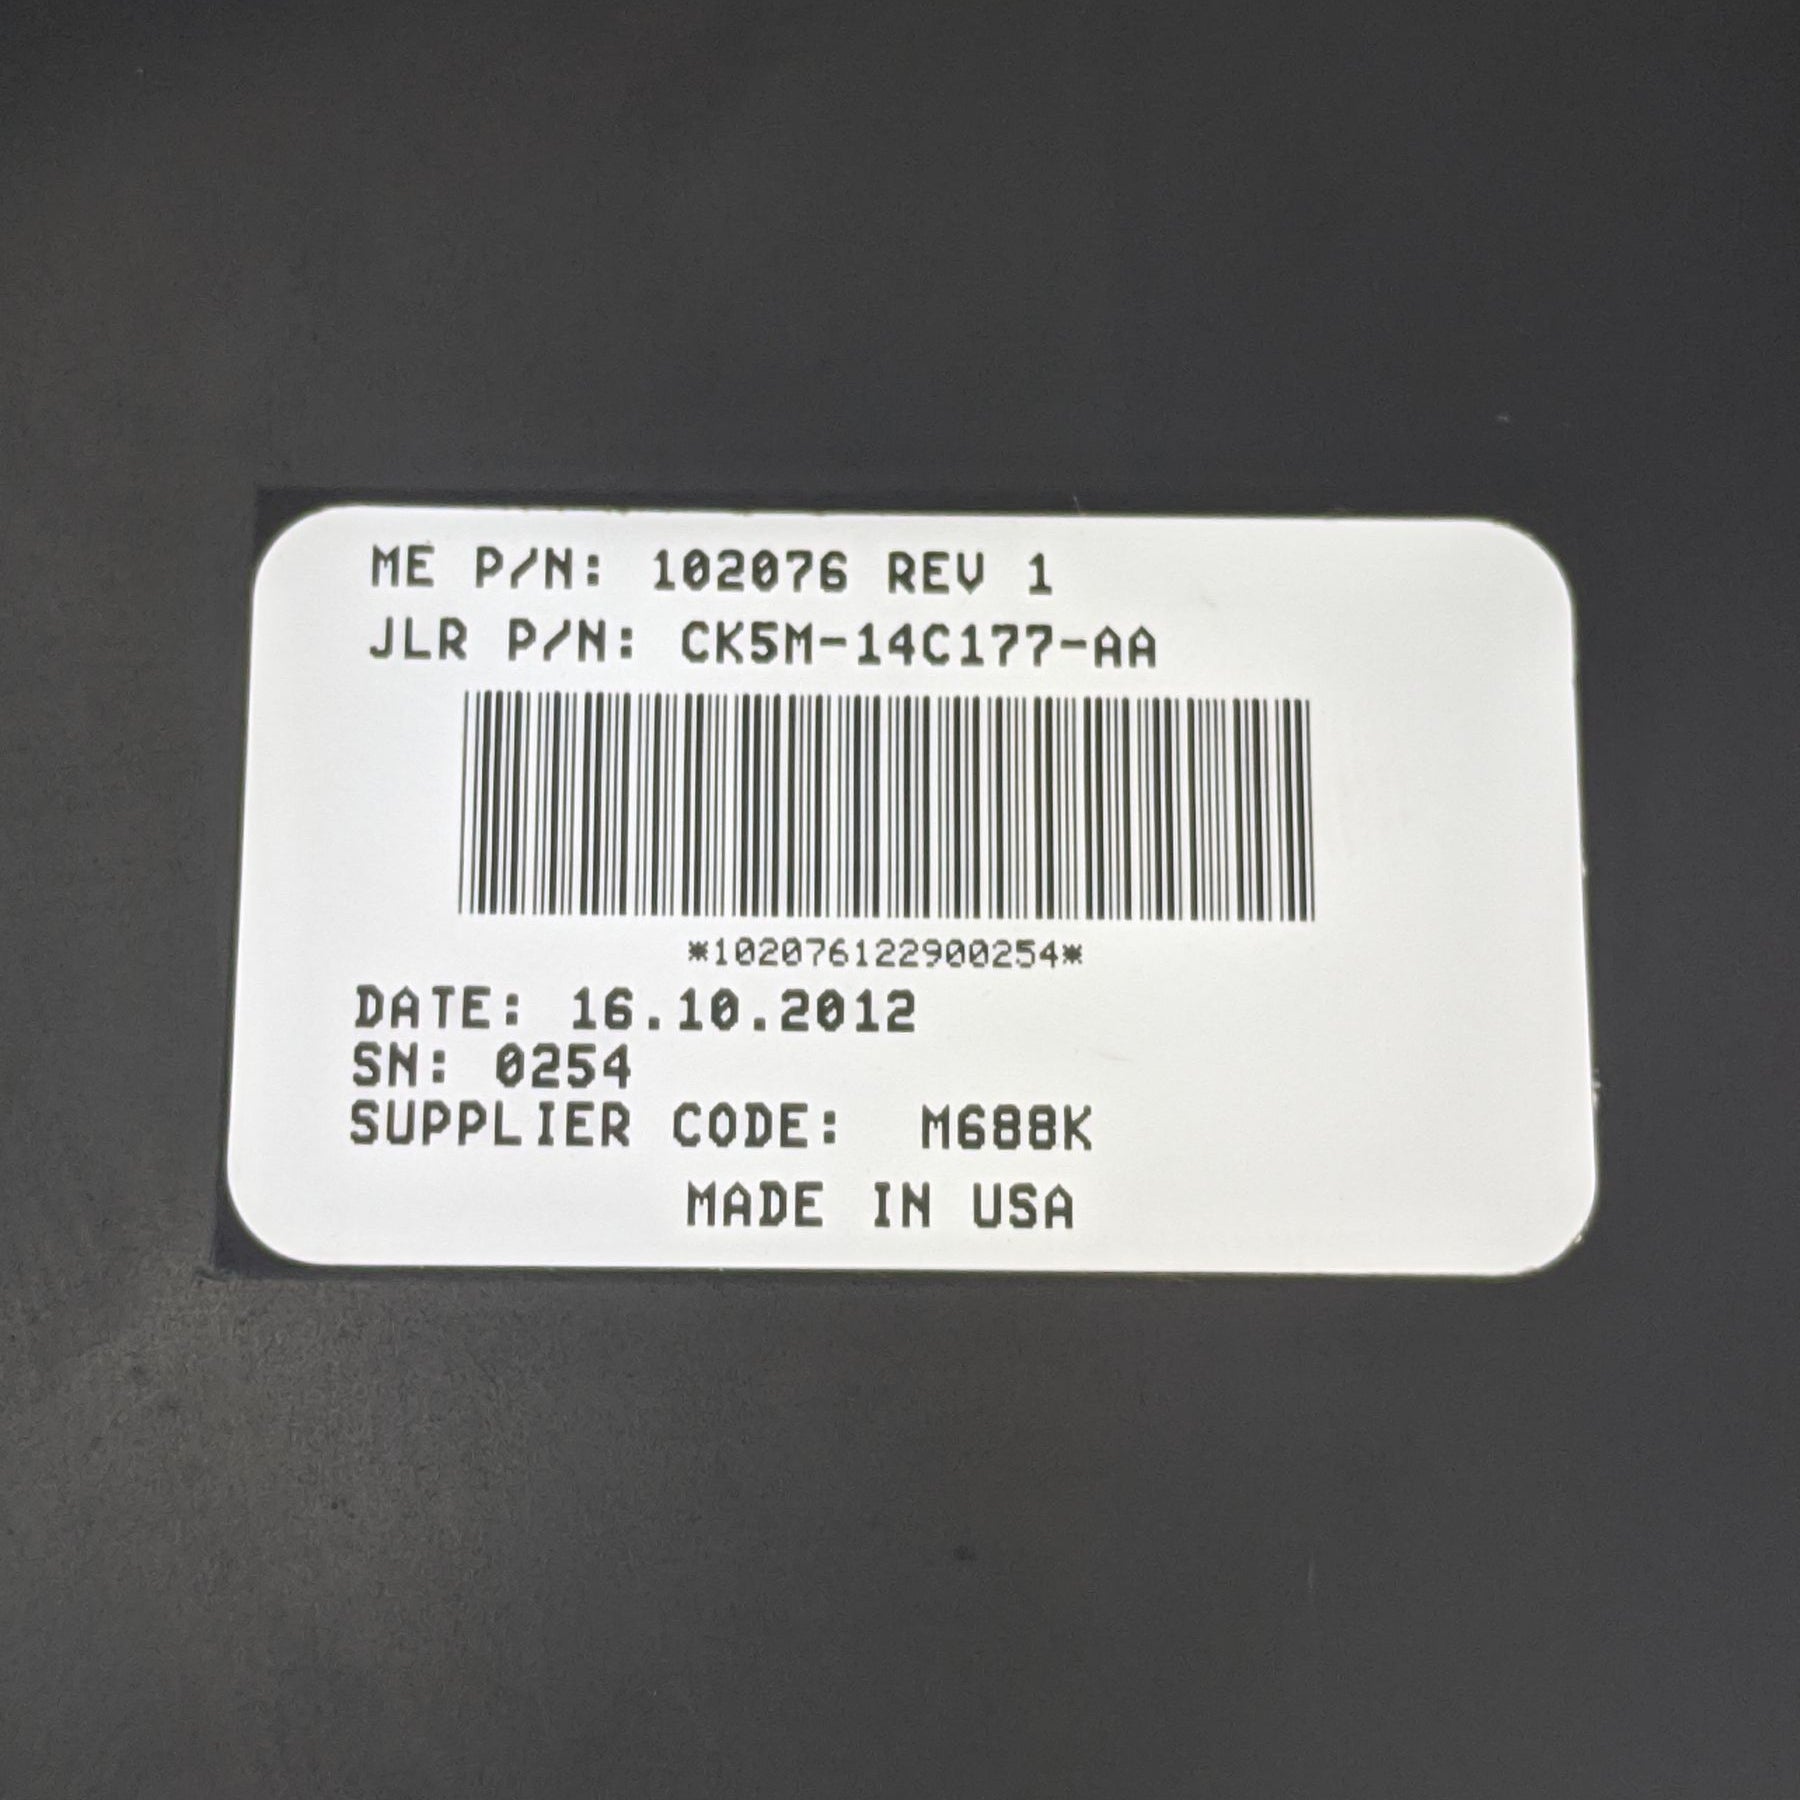 ME P/N: 102076 REV 1
JLR P/N: CK5M-14C177-AA
*102076122900254*
DATE: 16.10.2012
SN: 0254
SUPPLIER CODE: M688K
MADE IN USA